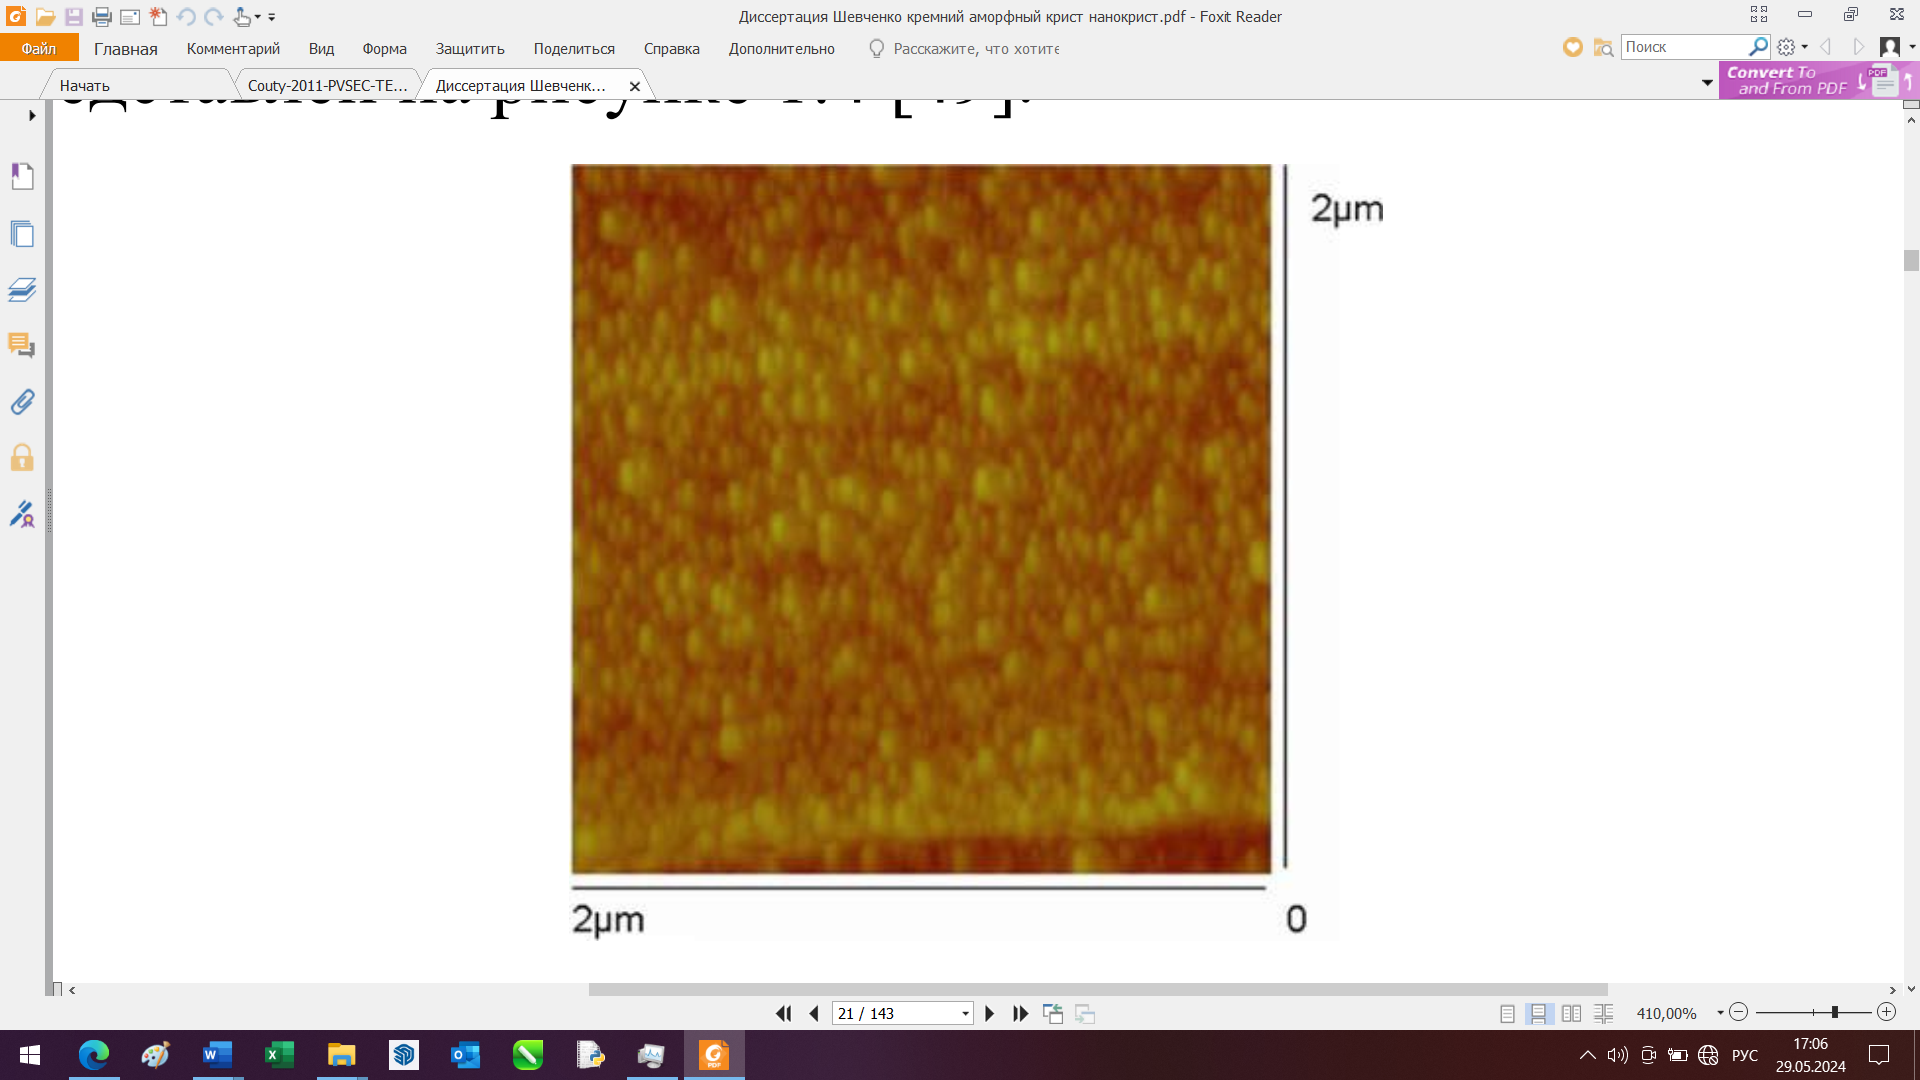 Диссертация Шевченко кремний аморфный крист нанокрист.pdf - Foxit Reader
Файл Главная Комментарий Вид Форма Защитить Поделиться Справка Дополнительно Расскажите, что хотите Поиск
Начать Couty-2011-PVSEC-TE... Диссертация Шевченк...
Convert To
and From PDF
PDF
2µm
2µm 0
21 / 143 410,00%
W X PDF РУС 17:06
29.05.2024